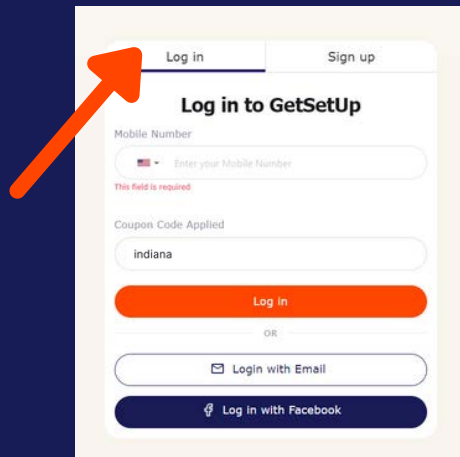 Log in
Sign up
Log in to GetSetUp
Mobile Number
Enter your Mobile Number
This field is required
Coupon Code Applied
indiana
Log in
OR
Login with Email
Log in with Facebook